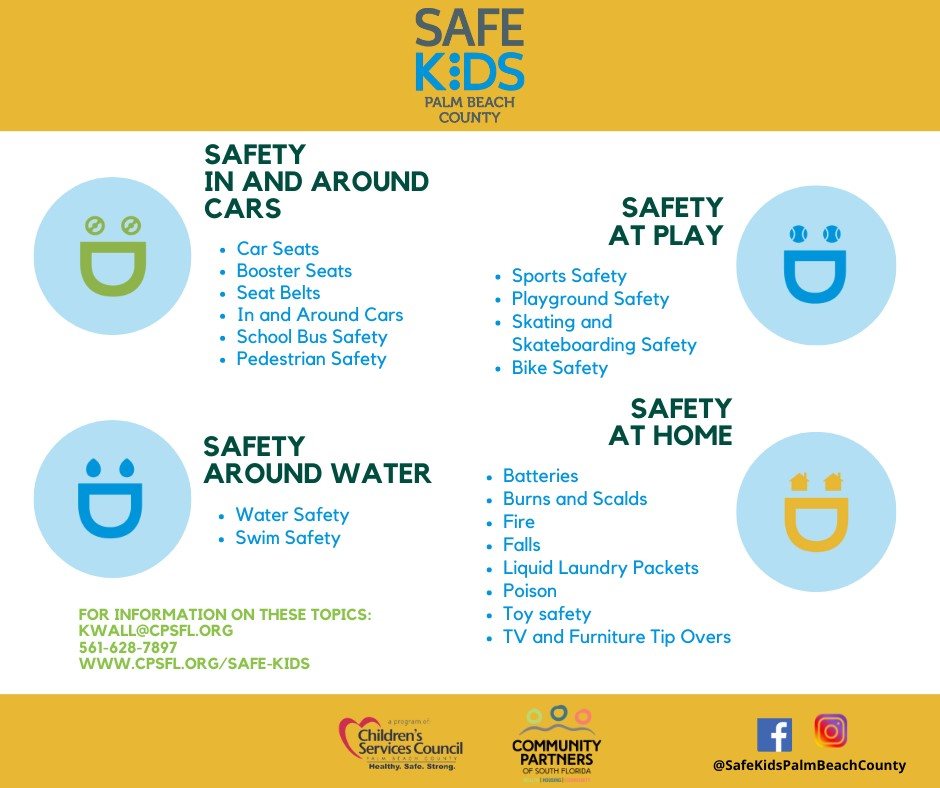 SAFE
KIDS
PALM BEACH
COUNTY
SAFETY
IN AND AROUND
CARS
• Car Seats
• Booster Seats
• Seat Belts
• In and Around Cars
• School Bus Safety
• Pedestrian Safety
SAFETY
AT PLAY
• Sports Safety
• Playground Safety
• Skating and
Skateboarding Safety
• Bike Safety
SAFETY
AROUND WATER
• Water Safety
• Swim Safety
SAFETY
AT HOME
• Batteries
• Burns and Scalds
• Fire
• Falls
• Liquid Laundry Packets
• Poison
• Toy safety
• TV and Furniture Tip Overs
FOR INFORMATION ON THESE TOPICS:
KWALL@CPSFL.ORG
561-628-7897
WWW.CPSFL.ORG/SAFE-KIDS
a program of:
Children's
Services Council
PALM BEACH COUNTY
Healthy. Safe. Strong.
COMMUNITY
PARTNERS
OF SOUTH FLORIDA
@SafeKidsPalmBeachCounty